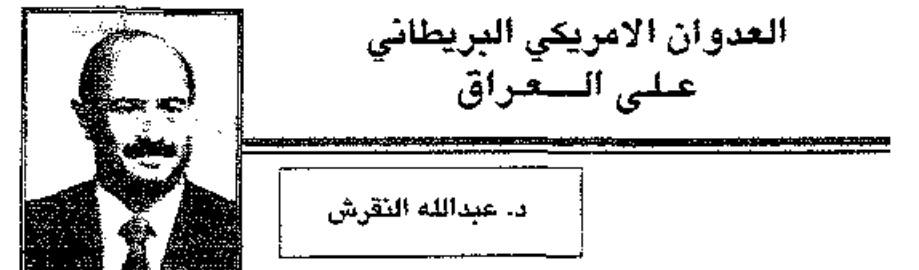 العدوان الامريكي البريطاني
على العراق
د. عبدالله النقرش